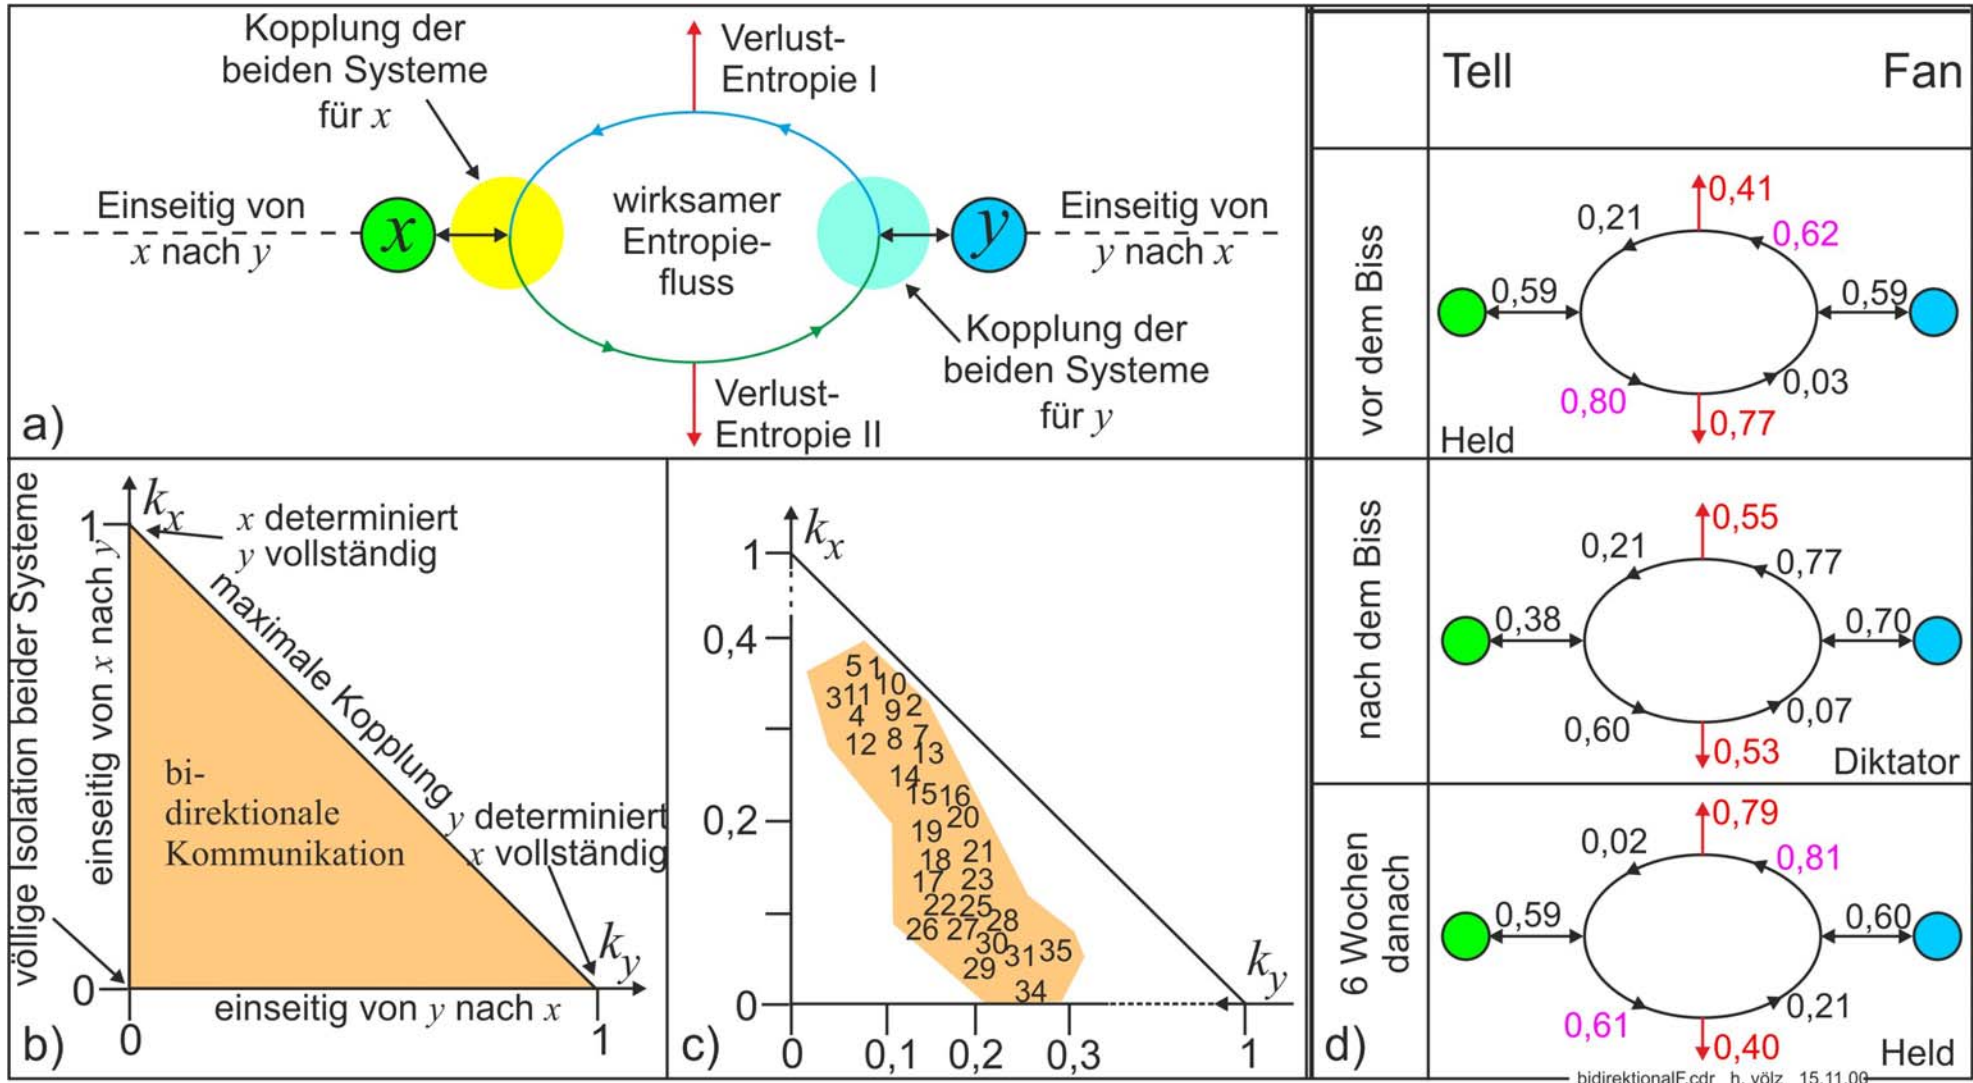 Kopplung der
beiden Systeme
für x
Verlust-
Entropie I
Einseitig von
x nach y
x
wirksamer
Entropie-
fluss
y
Einseitig von
y nach x
Kopplung der
beiden Systeme
für y
Verlust-
Entropie II
a)
völlige Isolation beider Systeme
einseitig von x nach y
1
kx
x determiniert
y vollständig
maximale Kopplung
bi-
direktionale
Kommunikation
y determiniert
x vollständig
ky
0
einseitig von y nach x
0
1
b)
kx
1
0,4
5 1
10
3 11
9 2
4
12 8 7
13
14
15 16
0,2
20
19
18 21
17 23
22 25
28
26 27
30
31 35
29
34
ky
0
0
0,1
0,2
0,3
1
c)
Tell
Fan
vor dem Biss
0,41
0,21
0,62
0,59
0,59
0,80
0,03
0,77
Held
nach dem Biss
0,55
0,21
0,77
0,38
0,70
0,60
0,07
0,53
Diktator
6 Wochen
danach
0,79
0,02
0,81
0,59
0,60
0,61
0,21
0,40
Held
d)
bidirektionalF.cdr h. völz 15.11.00